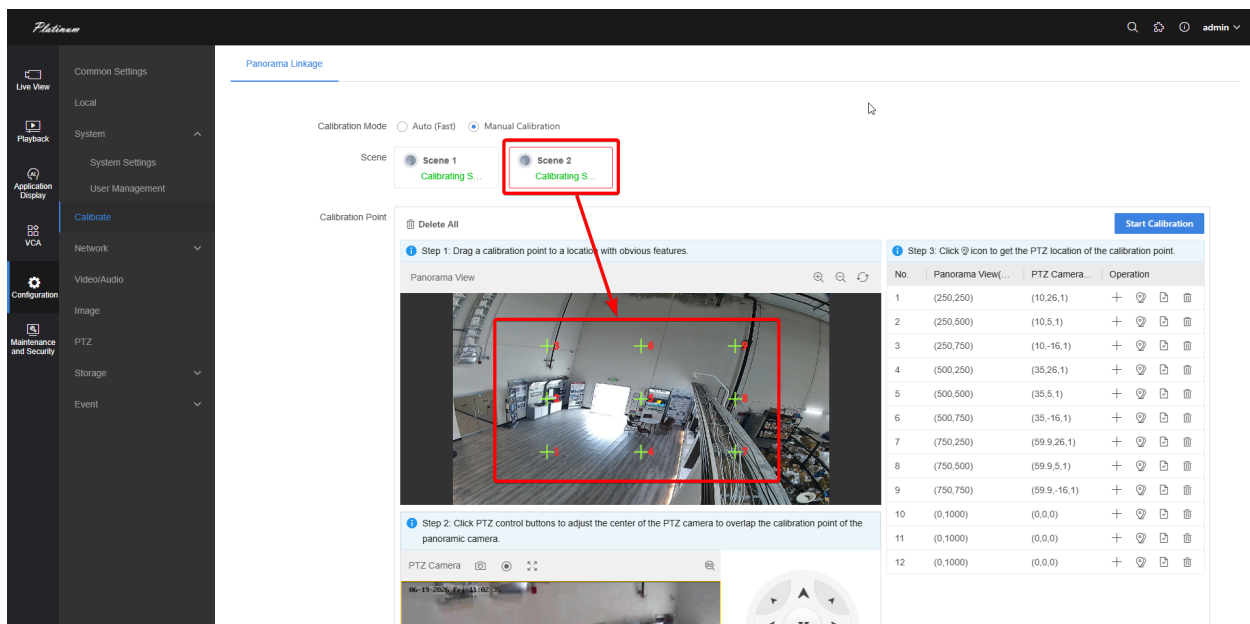 Platinum
admin
Live View
Playback
Application Display
VCA
Configuration
Maintenance and Security
Common Settings
Local
System
System Settings
User Management
Calibrate
Network
Video/Audio
Image
PTZ
Storage
Event
Panorama Linkage
Calibration Mode Auto (Fast) Manual Calibration
Scene
Scene 1
Calibrating S...
Scene 2
Calibrating S...
Calibration Point
Delete All
Start Calibration
Step 1: Drag a calibration point to a location with obvious features.
Panorama View
Step 2: Click PTZ control buttons to adjust the center of the PTZ camera to overlap the calibration point of the
panoramic camera.
PTZ Camera
Step 3: Click icon to get the PTZ location of the calibration point.
No. Panorama View(... PTZ Camera... Operation
1 (250,250) (10,26,1)
2 (250,500) (10,5,1)
3 (250,750) (10,-16,1)
4 (500,250) (35,26,1)
5 (500,500) (35,5,1)
6 (500,750) (35,-16,1)
7 (750,250) (59.9,26,1)
8 (750,500) (59.9,5,1)
9 (750,750) (59.9,-16,1)
10 (0,1000) (0,0,0)
11 (0,1000) (0,0,0)
12 (0,1000) (0,0,0)